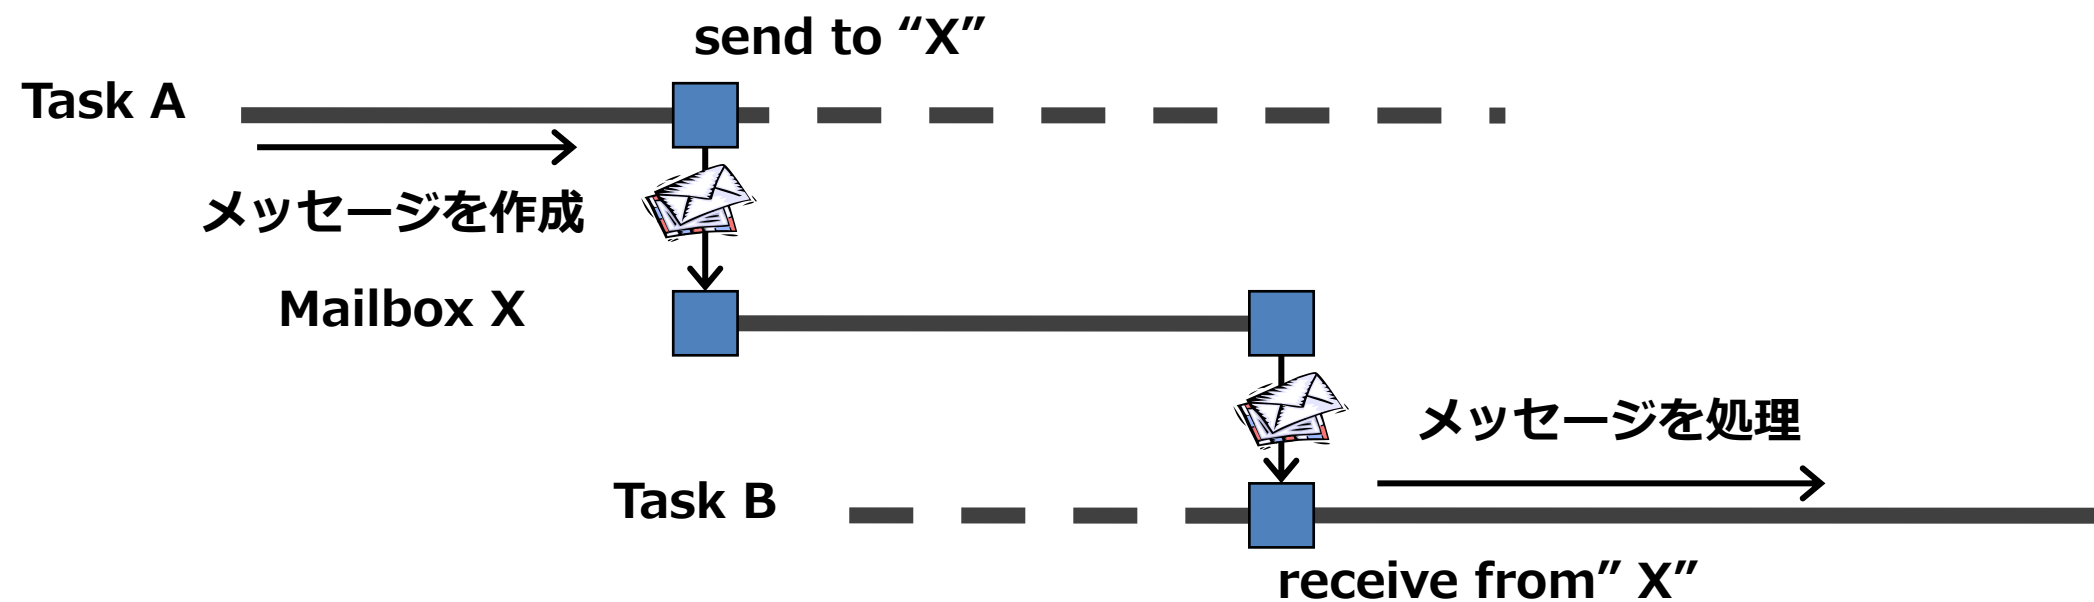 send to “X”
Task A
メッセージを作成
Mailbox X
メッセージを処理
Task B
receive from” X”